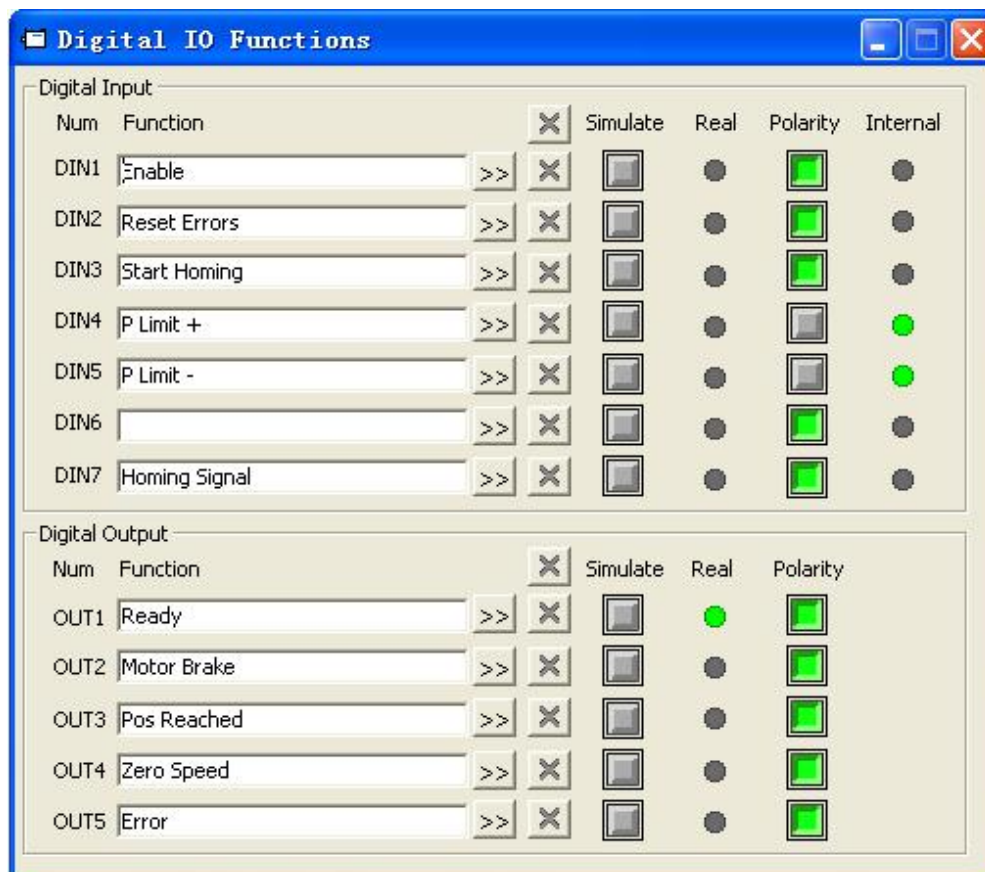 Digital IO Functions
Digital Input
Num Function Simulate Real Polarity Internal
DIN1 Enable >>
DIN2 Reset Errors >>
DIN3 Start Homing >>
DIN4 P Limit + >>
DIN5 P Limit - >>
DIN6 >>
DIN7 Homing Signal >>
Digital Output
Num Function Simulate Real Polarity
OUT1 Ready >>
OUT2 Motor Brake >>
OUT3 Pos Reached >>
OUT4 Zero Speed >>
OUT5 Error >>